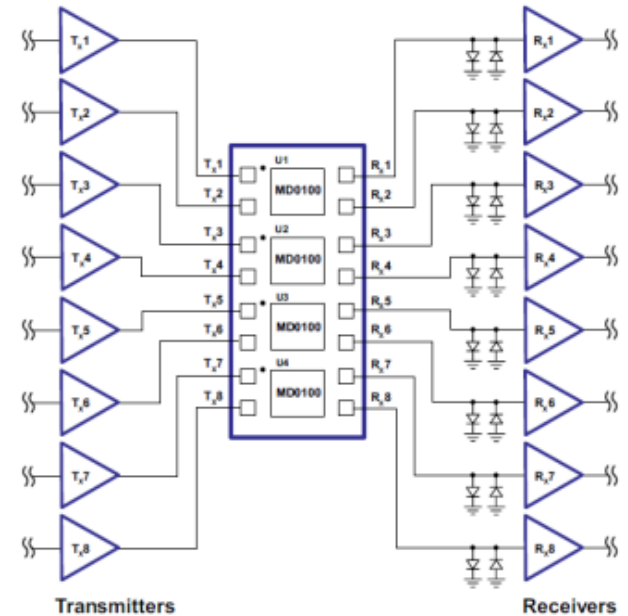 Tx1
Tx2
Tx3
Tx4
Tx5
Tx6
Tx7
Tx8
Transmitters
Tx1
Tx2
Tx3
Tx4
Tx5
Tx6
Tx7
Tx8
U1
MD0100
U2
MD0100
U3
MD0100
U4
MD0100
Rx1
Rx2
Rx3
Rx4
Rx5
Rx6
Rx7
Rx8
Rx1
Rx2
Rx3
Rx4
Rx5
Rx6
Rx7
Rx8
Receivers